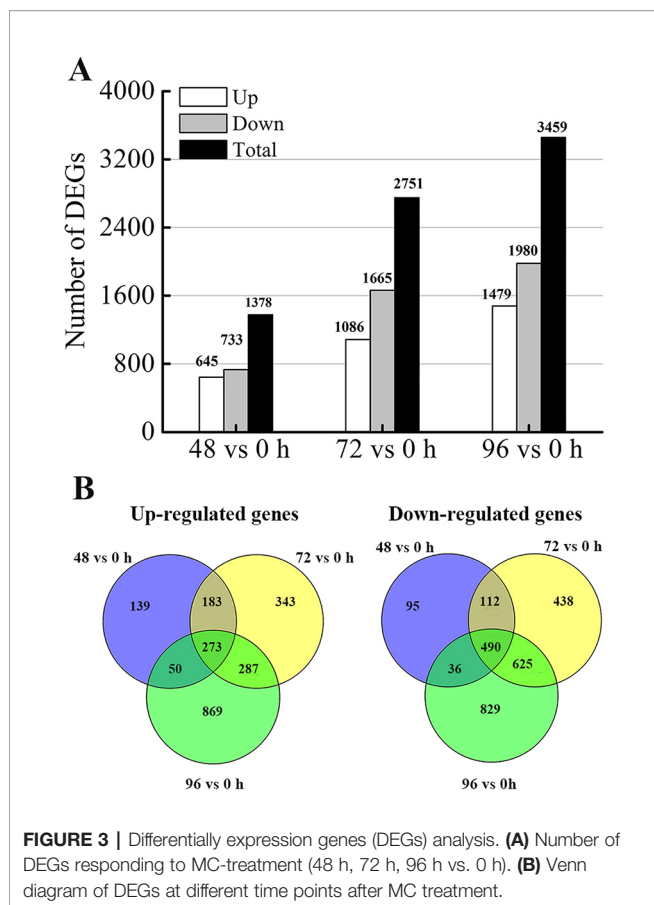 A
4000
3200
2400
1600
800
0
Number of DEGs
Up
Down
Total
645
733
1378
1086
1665
2751
1479
1980
3459
48 vs 0 h
72 vs 0 h
96 vs 0 h
B
Up-regulated genes
48 vs 0 h
72 vs 0 h
139
183
343
273
50
287
869
96 vs 0 h
Down-regulated genes
48 vs 0 h
72 vs 0 h
95
112
438
490
36
625
829
96 vs 0h
FIGURE 3 | Differentially expression genes (DEGs) analysis. (A) Number of
DEGs responding to MC-treatment (48 h, 72 h, 96 h vs. 0 h). (B) Venn
diagram of DEGs at different time points after MC treatment.